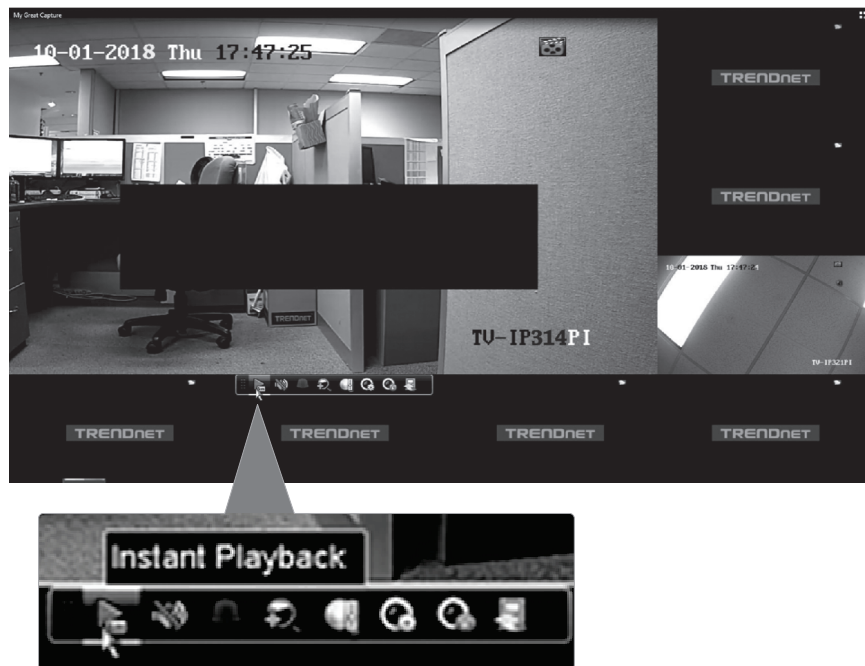 My Great Capture
10-01-2018 Thu 17:47:25
TRENDNET
TRENDNET
10-01-2018 Thu 17:47:24
TRENDNET
TV-IP314PI
TV-IP321PI
TRENDNET
TRENDNET
TRENDNET
TRENDNET
Instant Playback